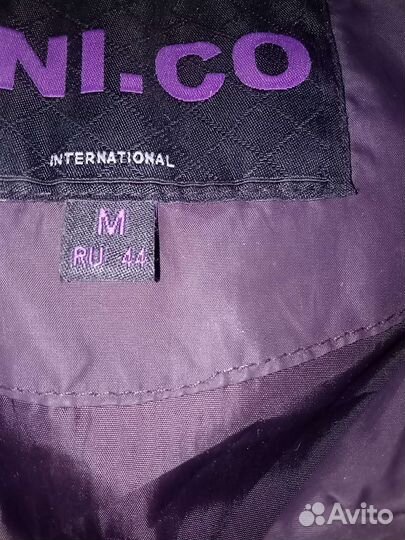 NI.CO
INTERNATIONAL
M
RU 44
Avito